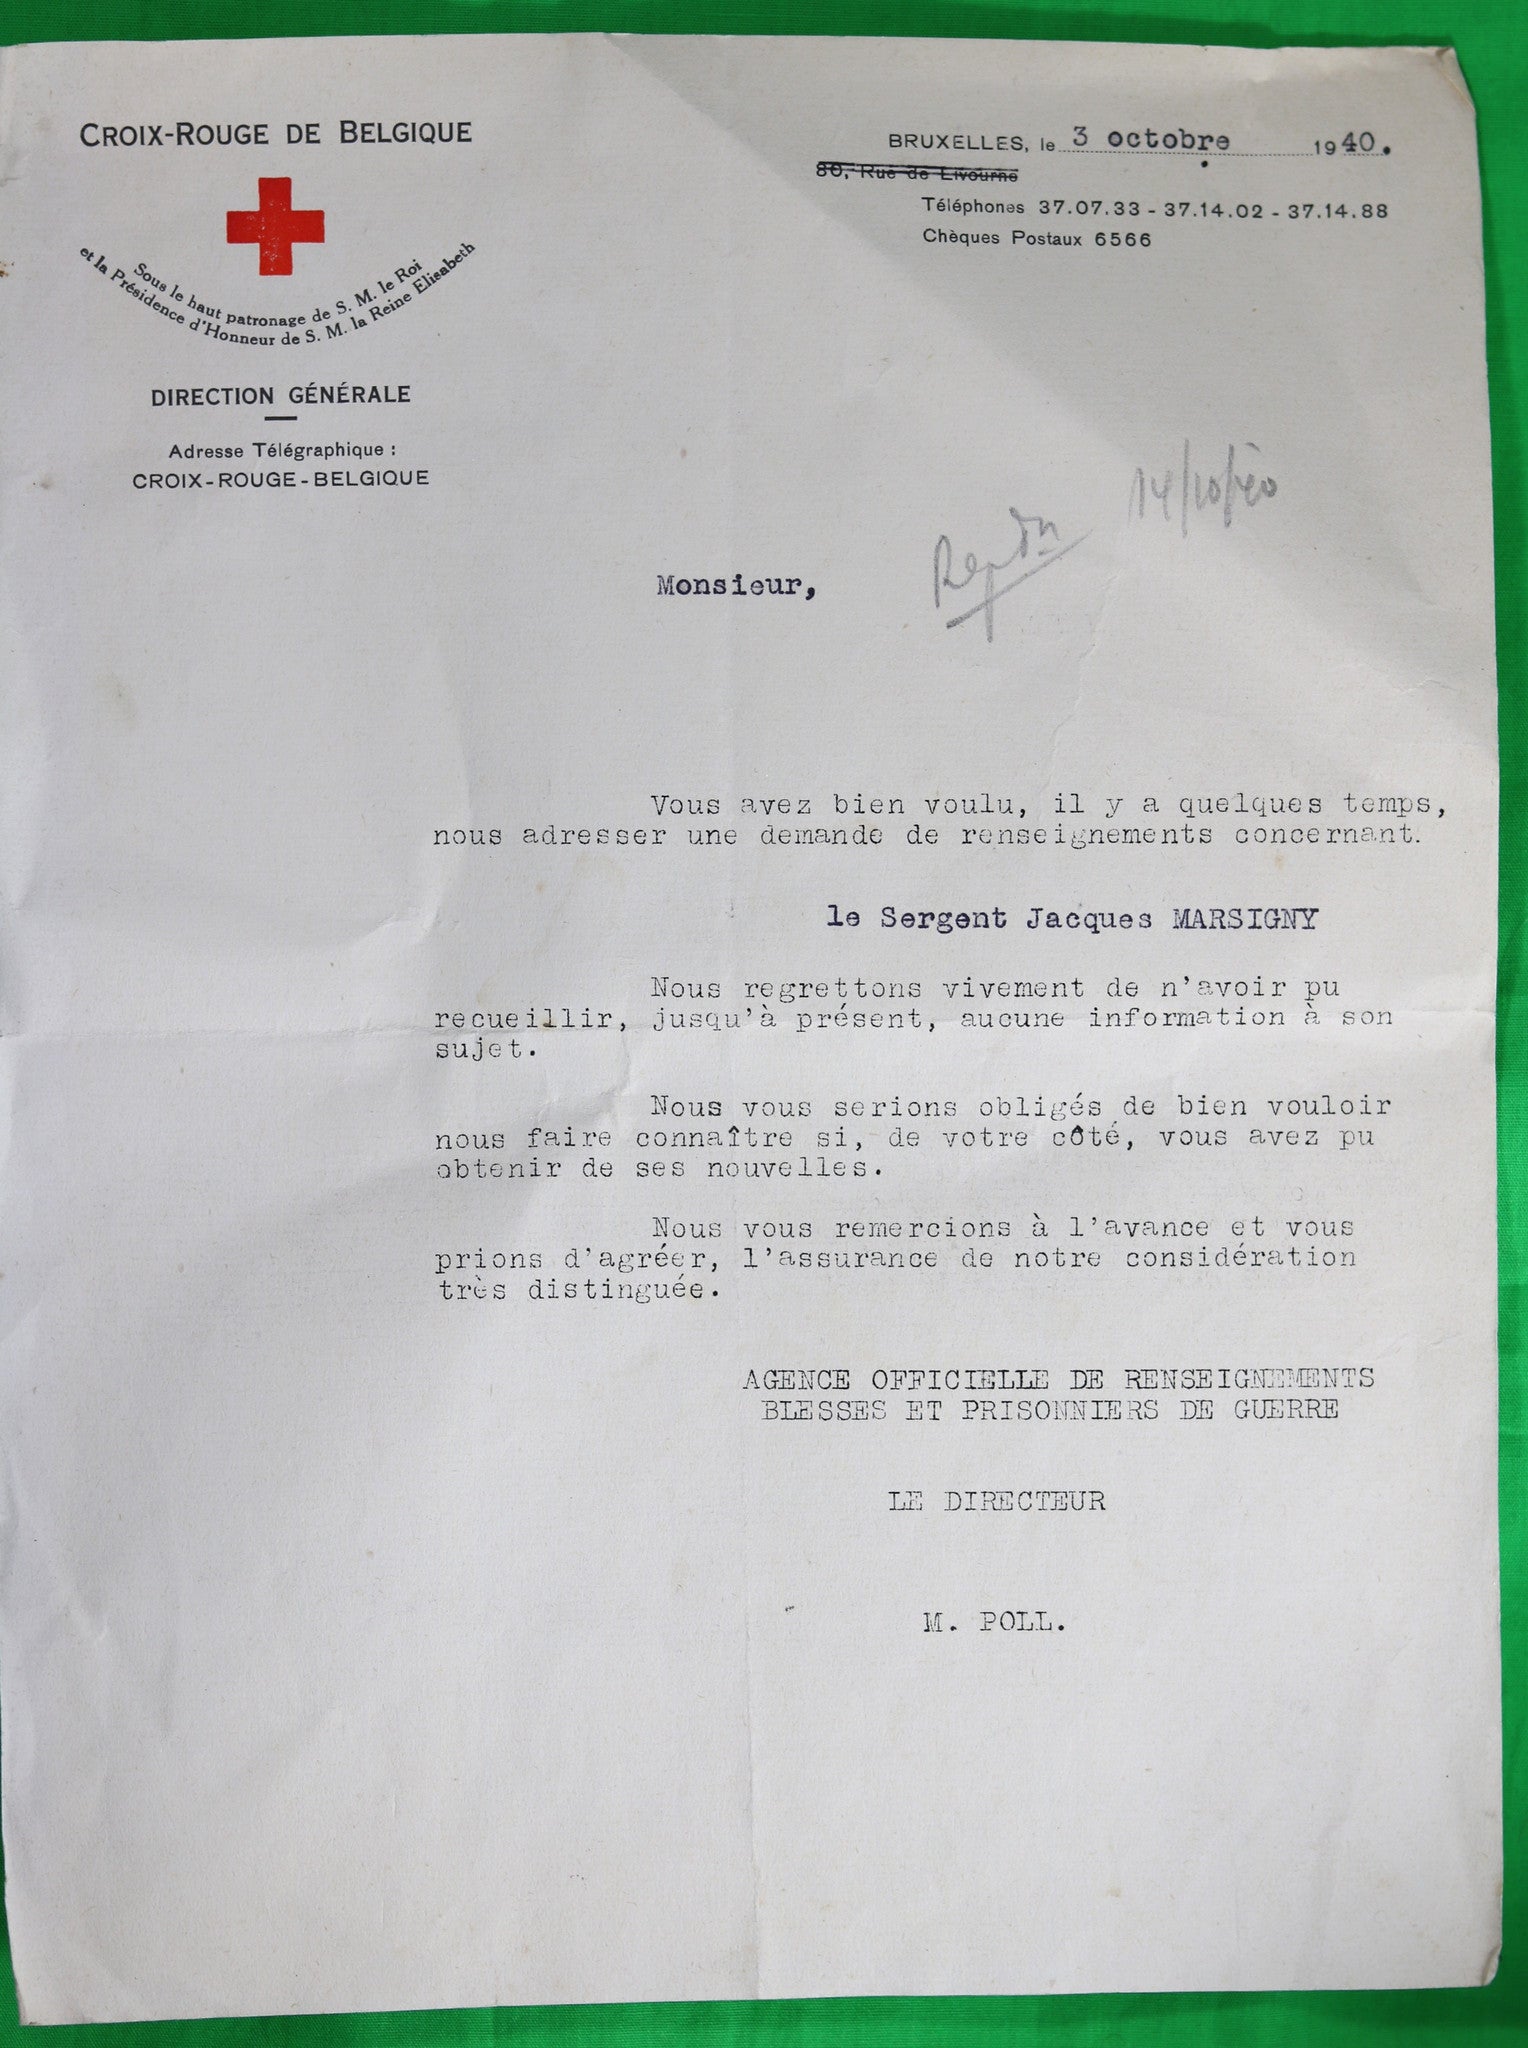 CROIX-ROUGE DE BELGIQUE
Sous le haut patronage de S. M. le Roi
et la Présidence d'Honneur de S. M. la Reine Elisabeth
DIRECTION GÉNÉRALE
Adresse Télégraphique :
CROIX-ROUGE-BELGIQUE
BRUXELLES, le 3 octobre 1940.
80, Rue de Livourne
Téléphones 37.07.33 - 37.14.02 - 37.14.88
Chèques Postaux 6566
14/10/40
Monsieur,
Vous avez bien voulu, il y a quelques temps,
nous adresser une demande de renseignements concernant.
le Sergent Jacques MARSIGNY
Nous regrettons vivement de n'avoir pu
recueillir, jusqu'à présent, aucune information à son
sujet.
Nous vous serions obligés de bien vouloir
nous faire connaître si, de votre côté, vous avez pu
obtenir de ses nouvelles.
Nous vous remercions à l'avance et vous
prions d'agréer, l'assurance de notre considération
très distinguée.
AGENCE OFFICIELLE DE RENSEIGNEMENTS
BLESSES ET PRISONNIERS DE GUERRE
LE DIRECTEUR
M. POLL.